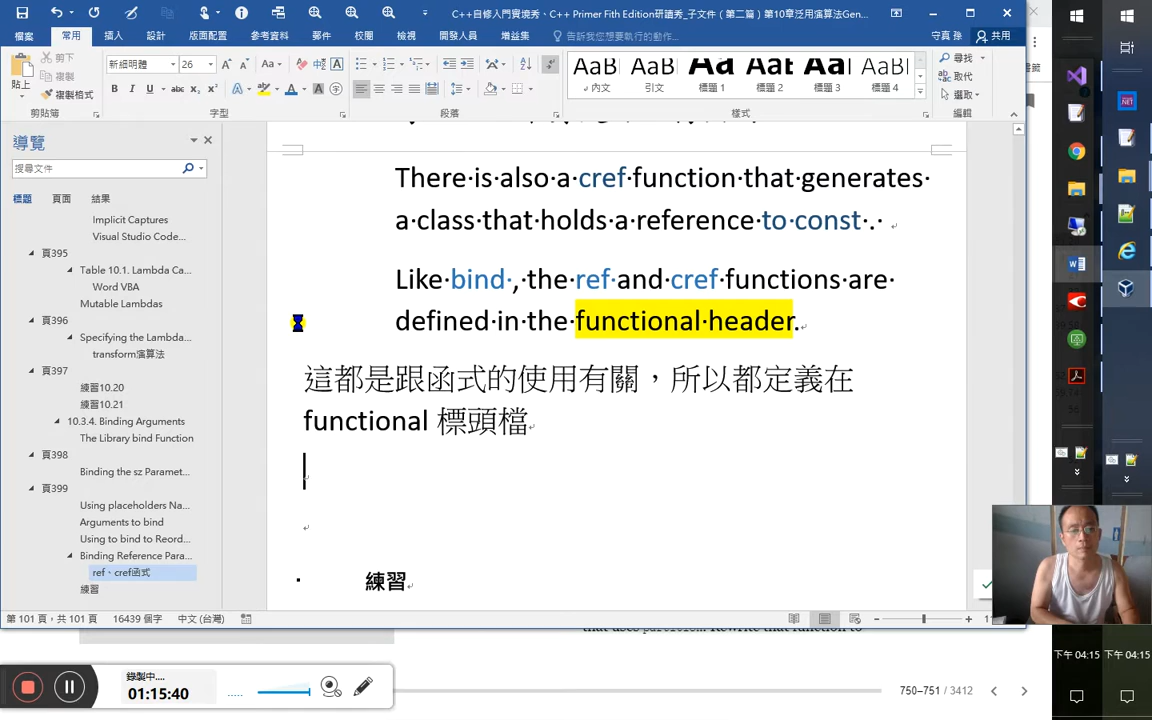 C++自修入門實境秀、C++ Primer Fith Edition研讀秀_子文件（第二篇）第10章泛用演算法Gen...
檔案 常用 插入 設計 版面配置 參考資料 郵件 校閱 檢視 開發人員 增益集 告訴我您想要執行的動作... 守真 孫 共用
貼上
剪下
複製
複製格式
剪貼簿
新細明體 26
字型
段落
AaB AaB Aa AaE AaI AaBl
內文 引文 標題 1 標題 2 標題 3 標題 4
樣式
尋找
取代
選取
編輯
導覽
搜尋文件
標題 頁面 結果
Implicit Captures
Visual Studio Code...
頁395
Table 10.1. Lambda Ca...
Word VBA
Mutable Lambdas
頁396
Specifying the Lambda...
transform演算法
頁397
練習10.20
練習10.21
10.3.4. Binding Arguments
The Library bind Function
頁398
Binding the sz Paramet...
頁399
Using placeholders Na...
Arguments to bind
Using to bind to Reord...
Binding Reference Para...
ref、cref函式
練習
There is also a cref function that generates
a class that holds a reference to const .
Like bind , the ref and cref functions are
defined in the functional header.
這都是跟函式的使用有關，所以都定義在
functional 標頭檔
練習
第 101 頁，共 101 頁 16439 個字 中文 (台灣)
that uses partition. Rewrite that function to
錄製中...
01:15:40
750–751 / 3412
下午 04:15 下午 04:15